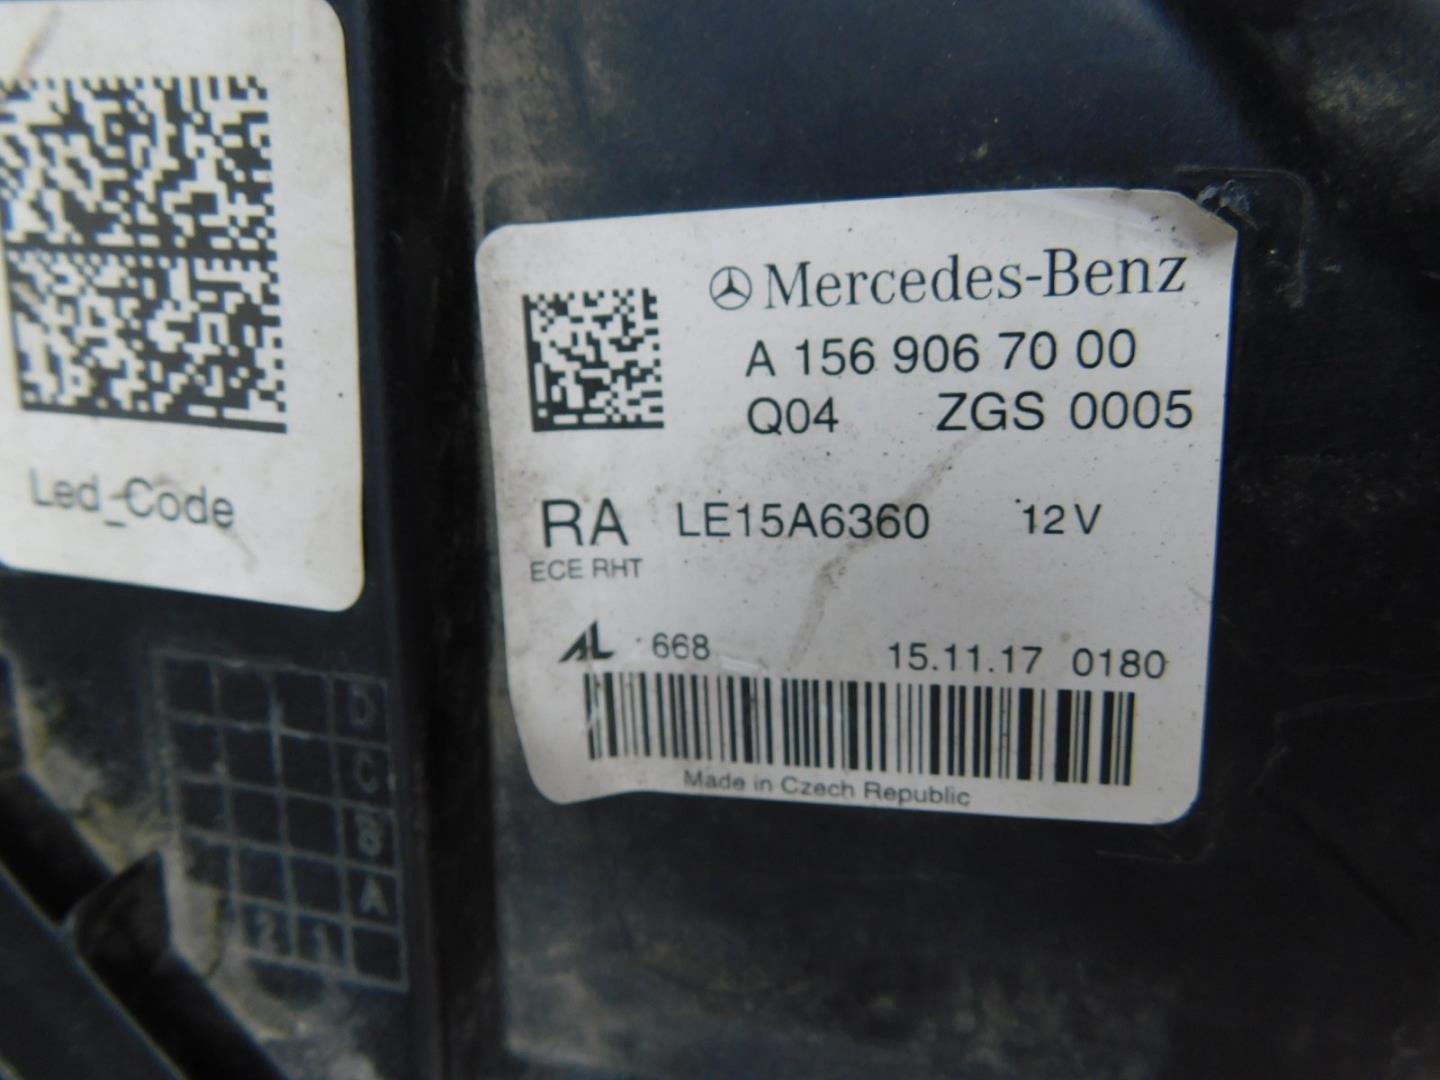 Led_Code
Mercedes-Benz
A 156 906 70 00
Q04 ZGS 0005
RA LE15A6360 12V
ECE RHT
AL 668 15.11.17 0180
Made in Czech Republic
D
C
B
A
2 1